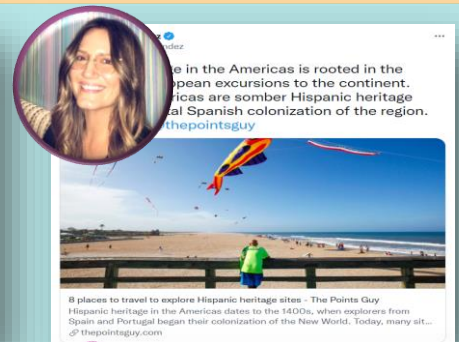 z
ndez
ge in the Americas is rooted in the
opean excursions to the continent.
ricas are somber Hispanic heritage
tal Spanish colonization of the region.
thepointsguy
8 places to travel to explore Hispanic heritage sites - The Points Guy
Hispanic heritage in the Americas dates to the 1400s, when explorers from
Spain and Portugal began their colonization of the New World. Today, many sit...
thepointsguy.com